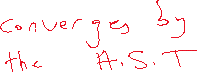 converges by
the A.S.T